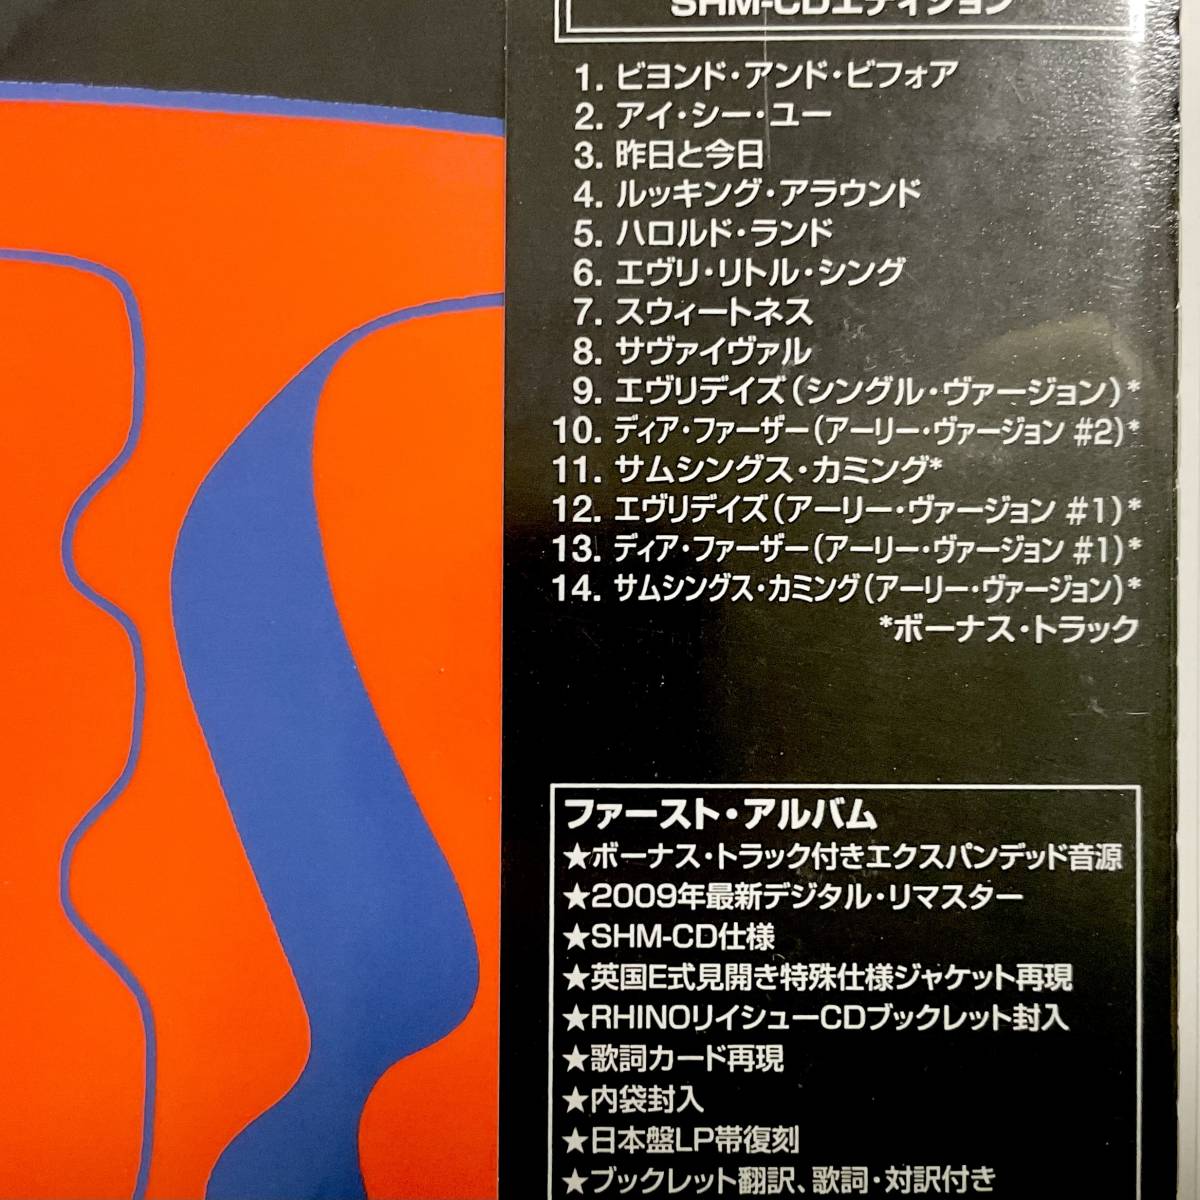 SHM-CDエディション
1. ビヨンド・アンド・ビフォア
2. アイ・シー・ユー
3. 昨日と今日
4. ルッキング・アラウンド
5. ハロルド・ランド
6. エヴリ・リトル・シング
7. スウィートネス
8. サヴァイヴァル
9. エヴリデイズ(シングル・ヴァージョン)*
10. ディア・ファーザー(アーリー・ヴァージョン #2)*
11. サムシングス・カミング*
12. エヴリデイズ(アーリー・ヴァージョン #1)*
13. ディア・ファーザー(アーリー・ヴァージョン #1)*
14. サムシングス・カミング(アーリー・ヴァージョン)*
*ボーナス・トラック
ファースト・アルバム
★ボーナス・トラック付きエクスパンデッド音源
★2009年最新デジタル・リマスター
★SHM-CD仕様
★英国E式見開き特殊仕様ジャケット再現
★RHINOリイシューCDブックレット封入
★歌詞カード再現
★内袋封入
★日本盤LP帯復刻
★ブックレット翻訳、歌詞・対訳付き